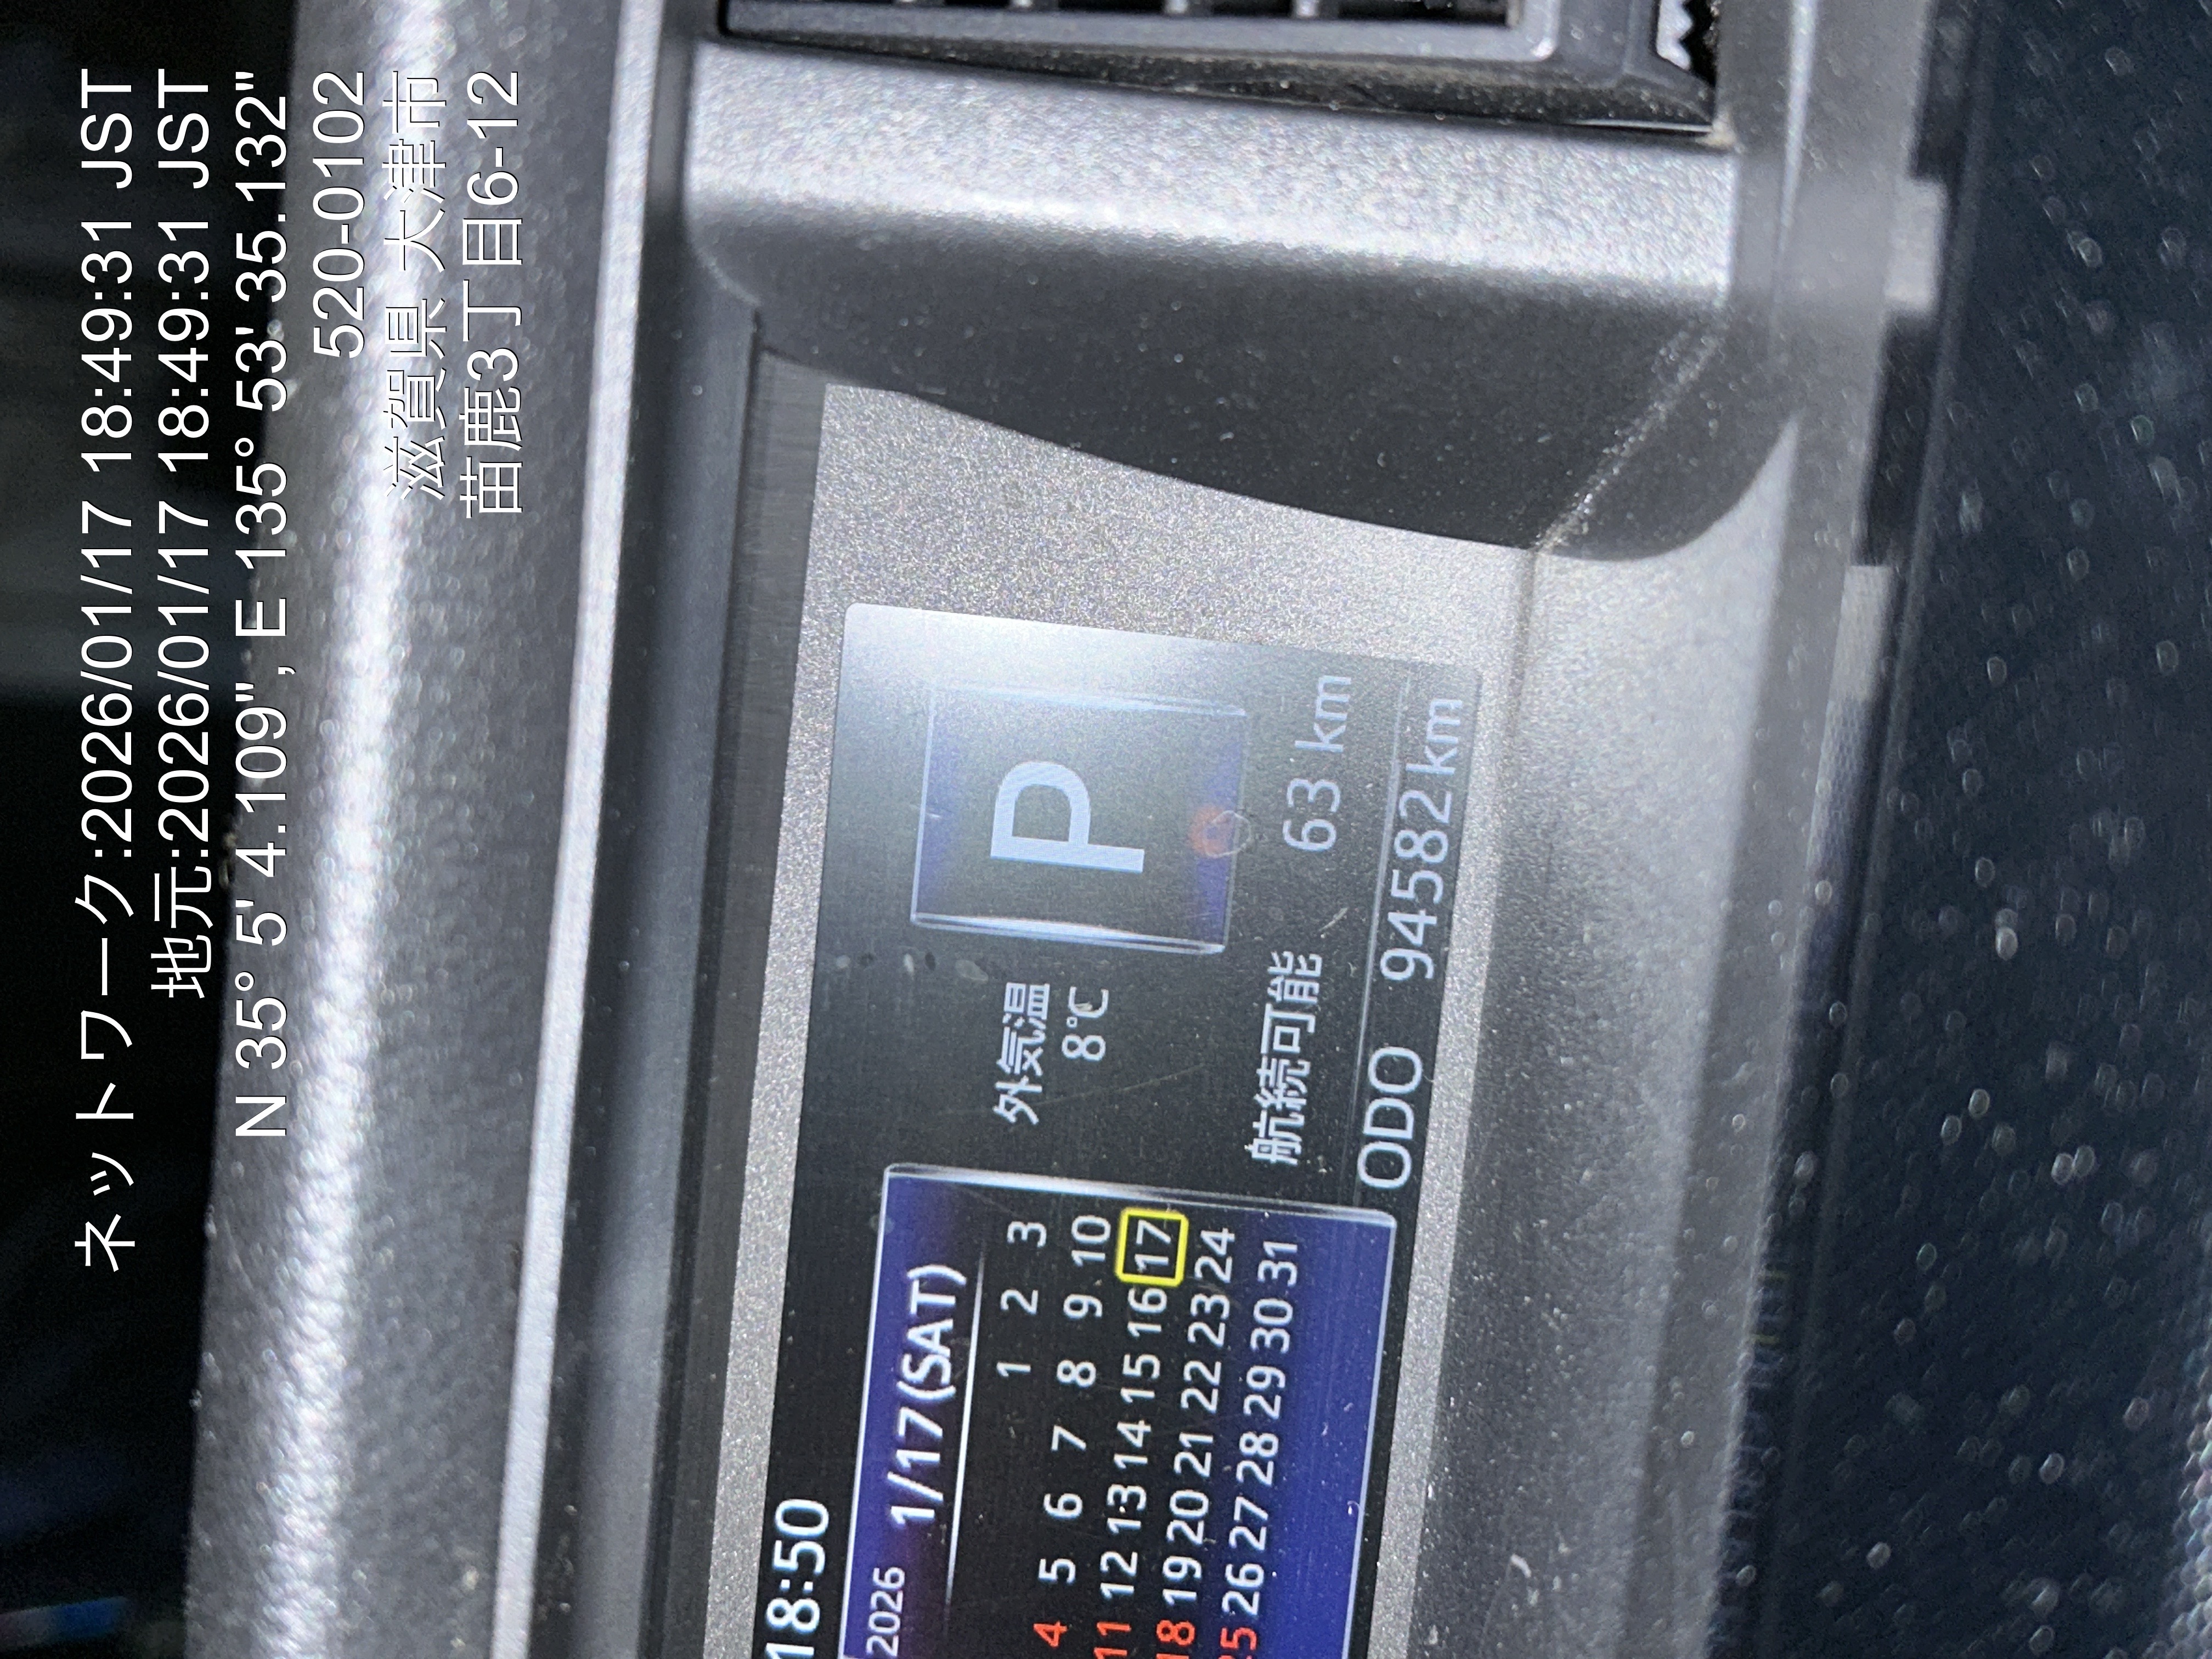 ネットワーク:2026/01/17 18:49:31 JST
地元:2026/01/17 18:49:31 JST
N 35° 5' 4.109", E 135° 53' 35.132"
520-0102
滋賀県 大津市
苗鹿3丁目6-12
18:50
2026 1/17(SAT)
1 2 3
4 5 6 7 8 9 10
11 12 13 14 15 16 17
18 19 20 21 22 23 24
25 26 27 28 29 30 31
外気温
8℃
P
航続可能 63 km
ODO 94582 km